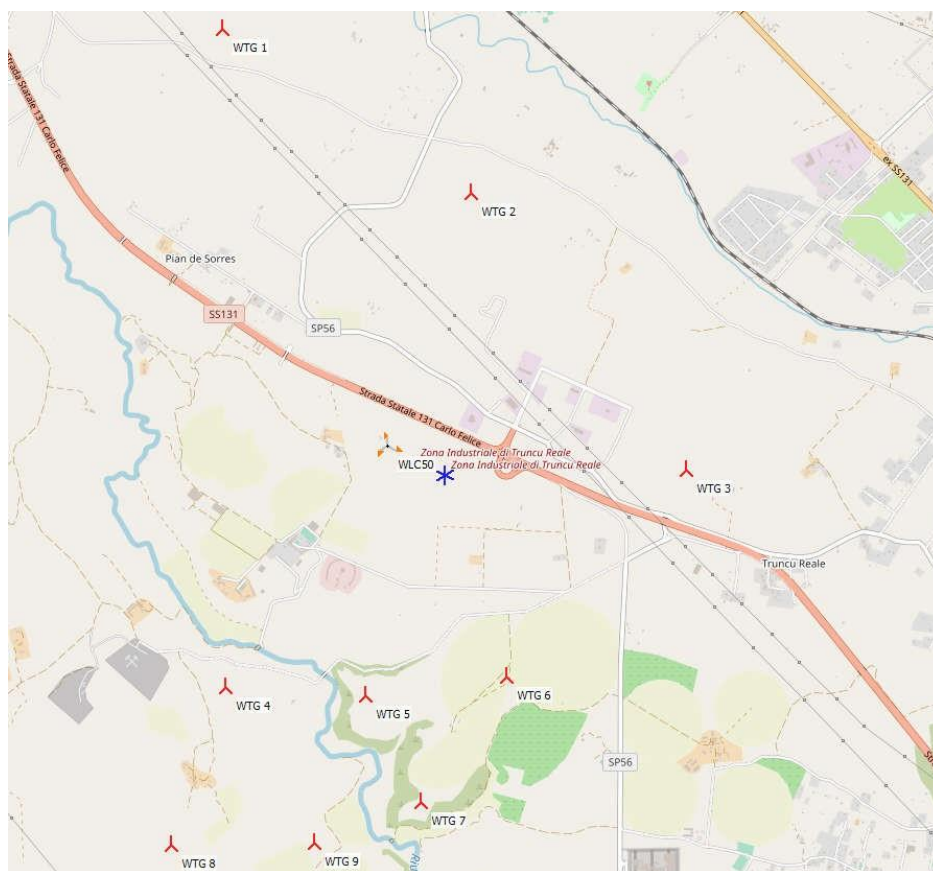 WTG 1
Strada Statale 131 Carlo Felice
ex SS131
WTG 2
Pian de Sorres
SS131
SP56
Strada Statale 131 Carlo Felice
Zona Industriale di Truncu Reale
WLC50
Zona Industriale di Truncu Reale
WTG 3
Truncu Reale
WTG 6
WTG 4
WTG 5
SP56
WTG 7
WTG 8
WTG 9